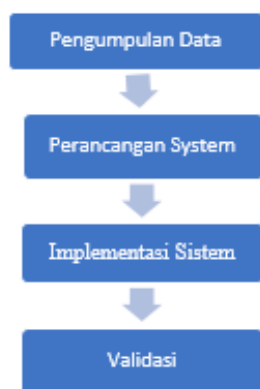 Pengumpulan Data
Perancangan System
Implementasi Sistem
Validasi